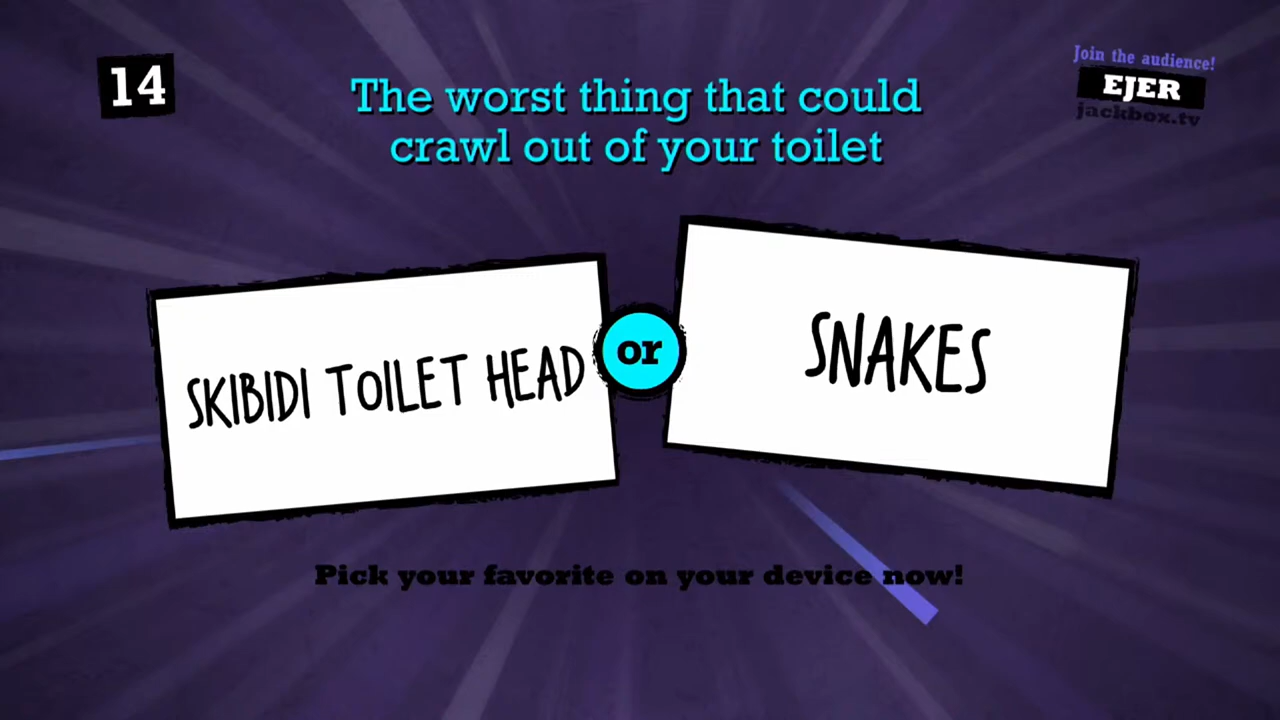 14
The worst thing that could
crawl out of your toilet
Join the audience!
EJER
jackbox.tv
SKIBIDI TOILET HEAD
or
SNAKES
Pick your favorite on your device now!